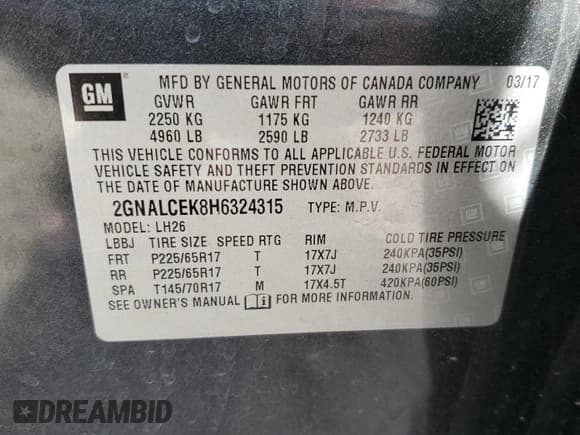 GM
MFD BY GENERAL MOTORS OF CANADA COMPANY 03/17
GVWR GAWR FRT GAWR RR
2250 KG 1175 KG 1240 KG
4960 LB 2590 LB 2733 LB
THIS VEHICLE CONFORMS TO ALL APPLICABLE U.S. FEDERAL MOTOR
VEHICLE SAFETY AND THEFT PREVENTION STANDARDS IN EFFECT ON
THE DATE OF MANUFACTURE SHOWN ABOVE.
2GNALCEK8H6324315 TYPE: M.P.V.
MODEL: LH26
LBBJ TIRE SIZE SPEED RTG RIM COLD TIRE PRESSURE
FRT P225/65R17 T 17X7J 240KPA(35PSI)
RR P225/65R17 T 17X7J 240KPA(35PSI)
SPA T145/70R17 M 17X4.5T 420KPA(60PSI)
SEE OWNER'S MANUAL i FOR MORE INFORMATION.
DREAMBID